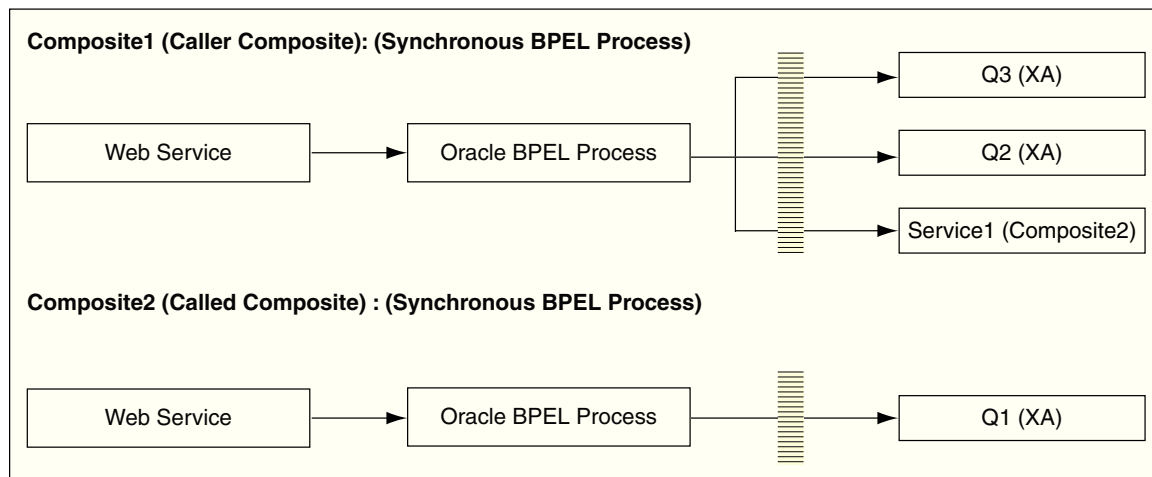 Composite1 (Caller Composite): (Synchronous BPEL Process)
Q3 (XA)
Web Service
Oracle BPEL Process
Q2 (XA)
Service1 (Composite2)
Composite2 (Called Composite) : (Synchronous BPEL Process)
Web Service
Oracle BPEL Process
Q1 (XA)